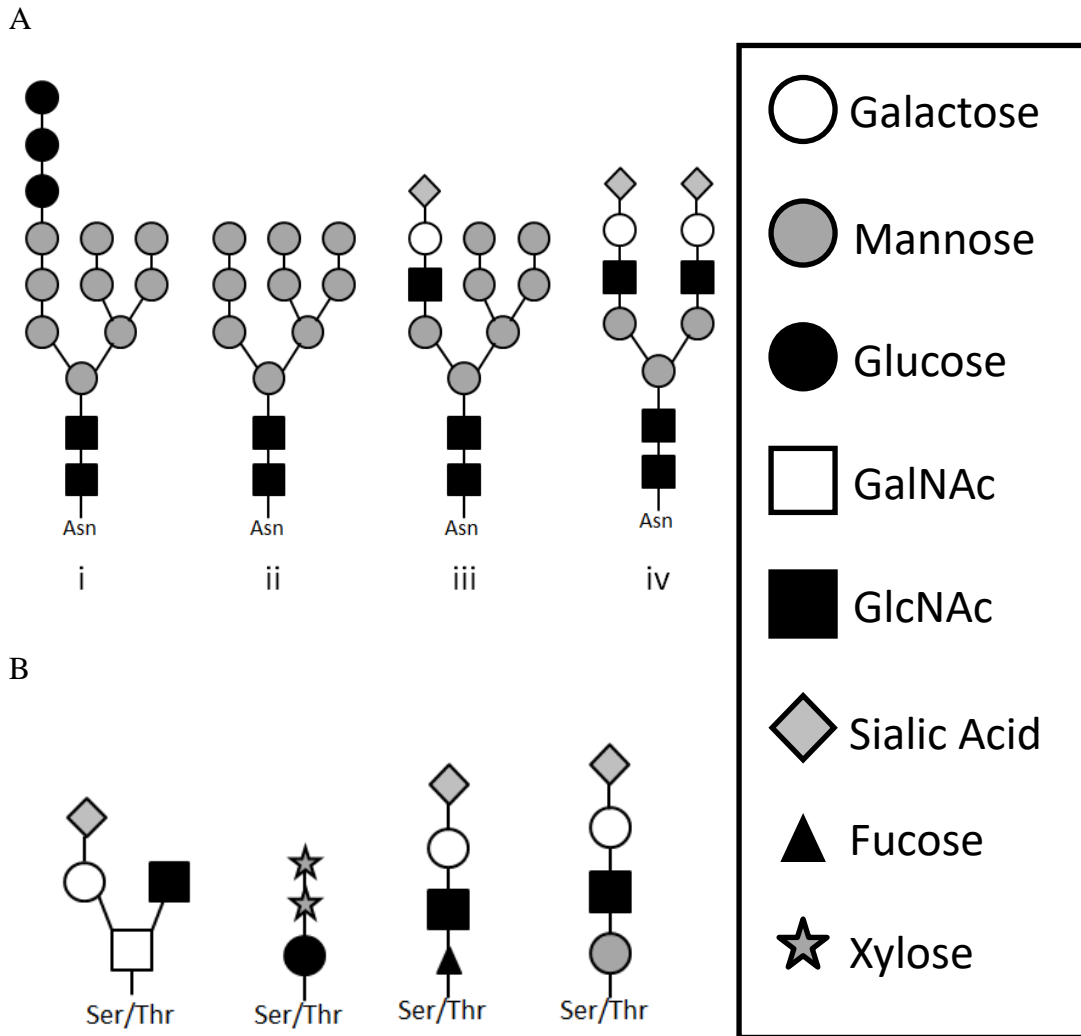 A
Asn Asn Asn Asn
i ii iii iv
B
Ser/Thr Ser/Thr Ser/Thr Ser/Thr
Galactose
Mannose
Glucose
GalNAc
GlcNAc
Sialic Acid
Fucose
Xylose